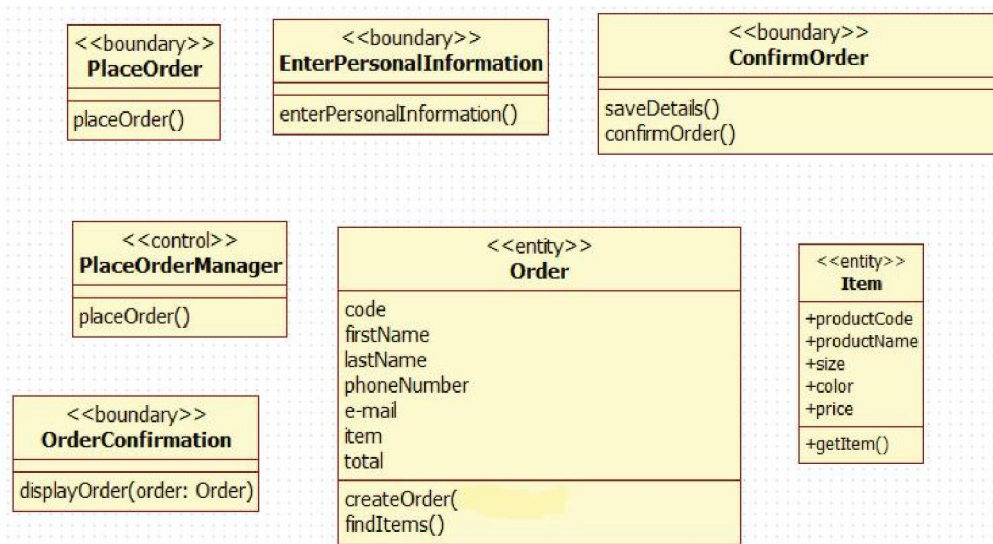 <<boundary>>
PlaceOrder
placeOrder()
<<boundary>>
EnterPersonalInformation
enterPersonalInformation()
<<boundary>>
ConfirmOrder
saveDetails()
confirmOrder()
<<control>>
PlaceOrderManager
placeOrder()
<<entity>>
Order
code
firstName
lastName
phoneNumber
e-mail
item
total
createOrder(
findItems()
<<entity>>
Item
+productCode
+productName
+size
+color
+price
+getItem()
<<boundary>>
OrderConfirmation
displayOrder(order: Order)